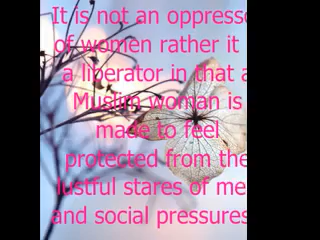 It is not an oppresso
of women rather it
a liberator in that a
Muslim woman is
made to feel
protected from the
lustful stares of me
and social pressures